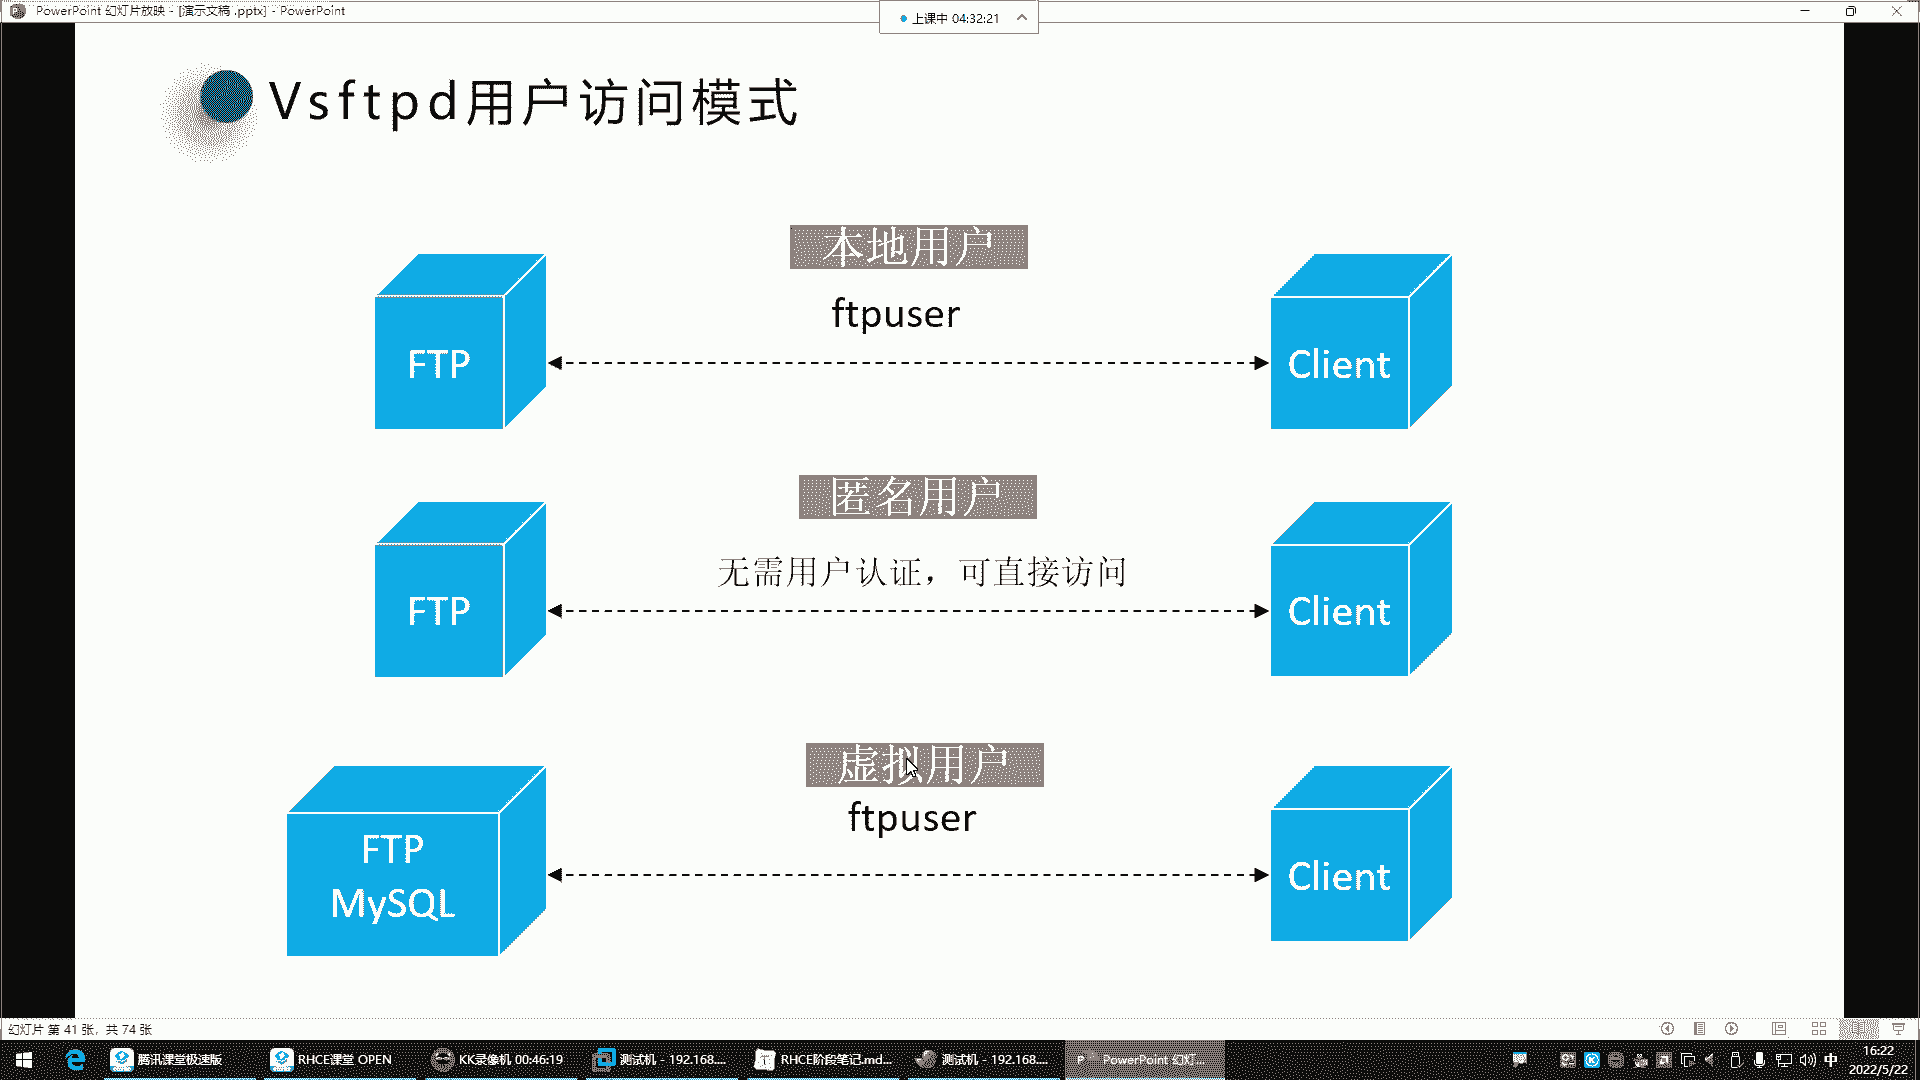 PowerPoint 幻灯片放映 - [演示文稿 .pptx] - PowerPoint
上课中 04:32:21
Vsftpd用户访问模式
本地用户
ftpuser
FTP
Client
匿名用户
无需用户认证，可直接访问
FTP
Client
虚拟用户
ftpuser
FTP
MySQL
Client
幻灯片 第 41 张，共 74 张
腾讯课堂极速版
RHCE课堂 OPEN
KK录像机 00:46:19
测试机 - 192.168....
RHCE阶段笔记.md...
测试机 - 192.168....
PowerPoint 幻灯...
中
16:22
2022/5/22